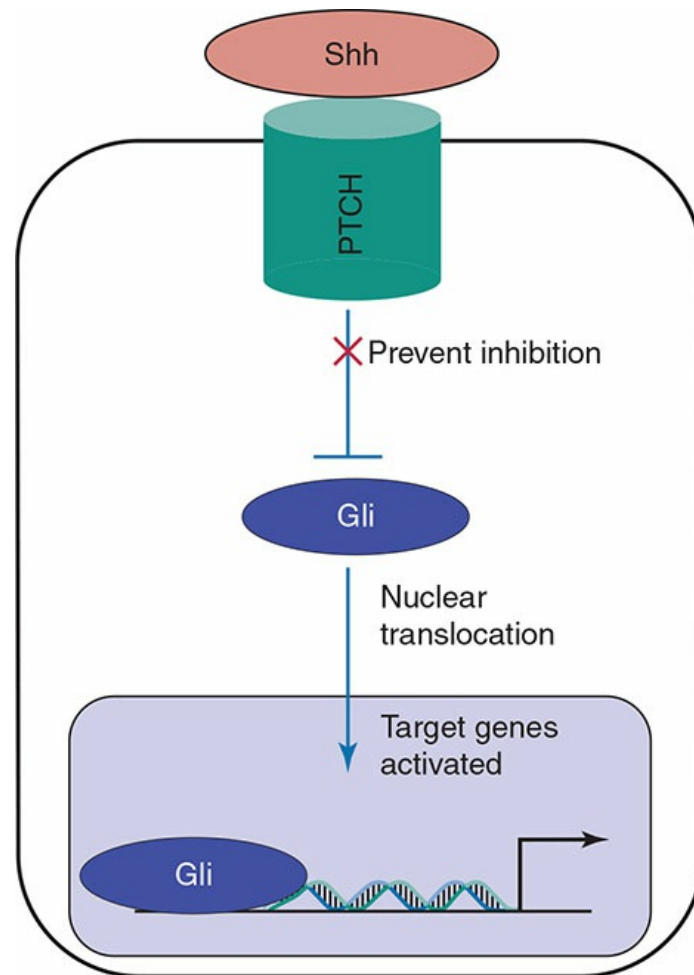 Shh
PTCH
Prevent inhibition
Gli
Nuclear
translocation
Target genes
activated
Gli